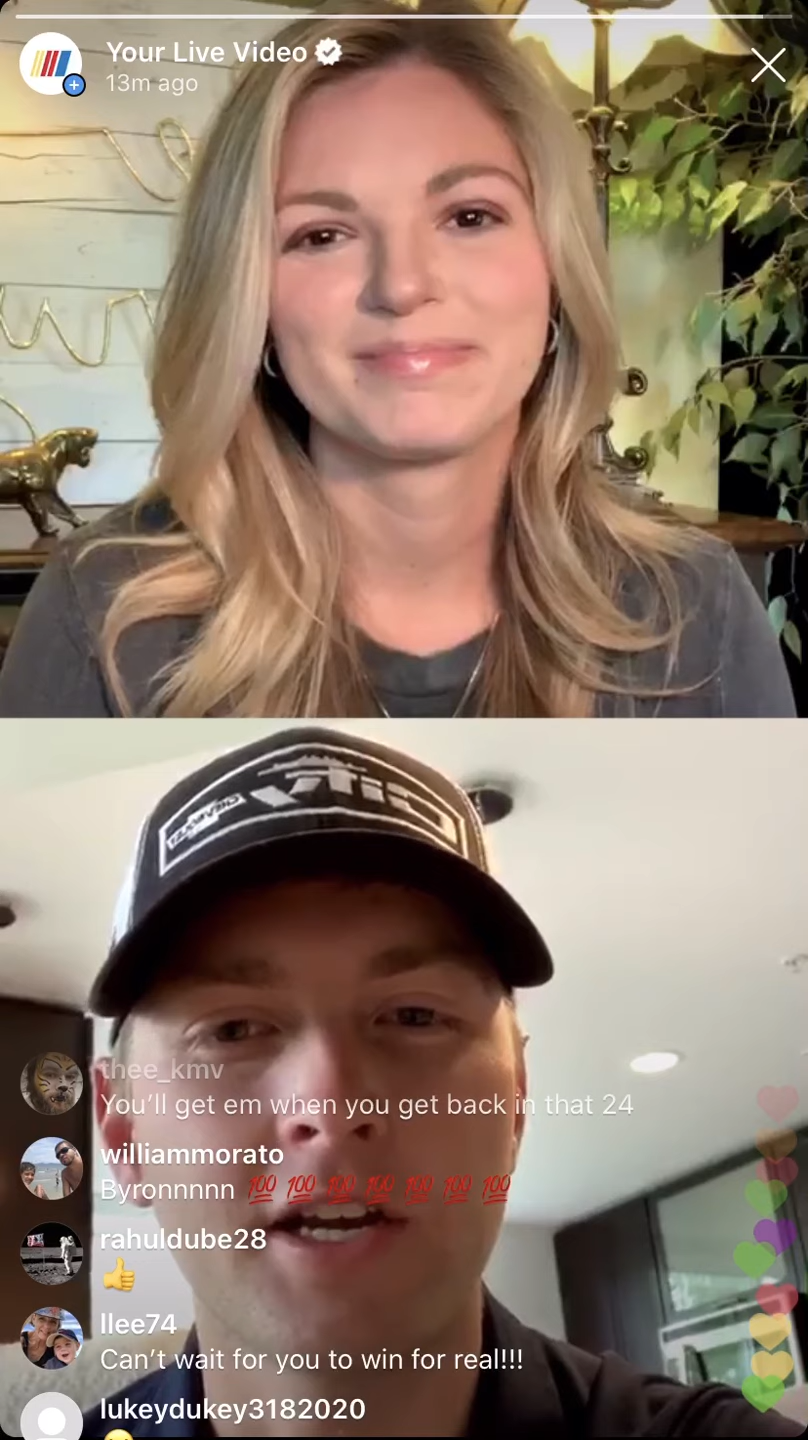 Your Live Video
13m ago
thee_kmv
You’ll get em when you get back in that 24
williammorato
Byronnnnn 💯 💯 💯 💯 💯 💯 💯
rahuldube28
👍
llee74
Can’t wait for you to win for real!!!
lukeydukey3182020